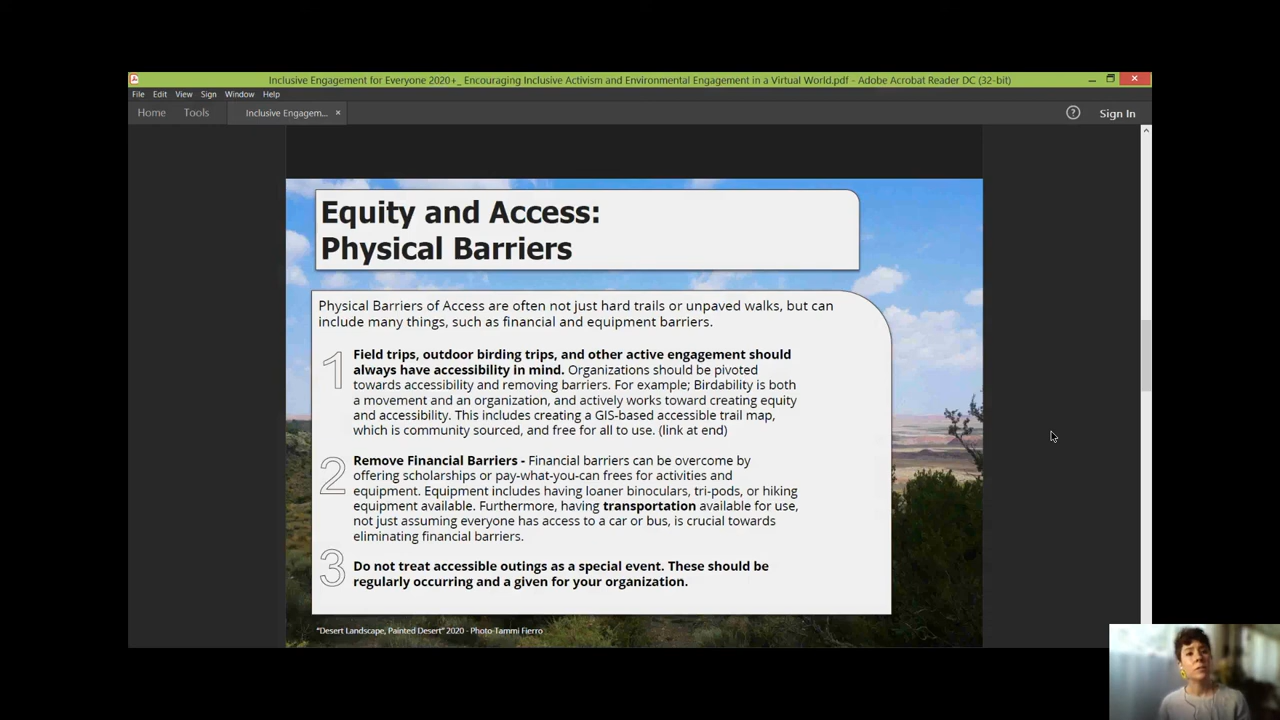 Inclusive Engagement for Everyone 2020+_ Encouraging Inclusive Activism and Environmental Engagement in a Virtual World.pdf - Adobe Acrobat Reader DC (32-bit)
File Edit View Sign Window Help
Home Tools Inclusive Engagem... × ? Sign In
Equity and Access:
Physical Barriers
Physical Barriers of Access are often not just hard trails or unpaved walks, but can
include many things, such as financial and equipment barriers.
1 Field trips, outdoor birding trips, and other active engagement should
always have accessibility in mind. Organizations should be pivoted
towards accessibility and removing barriers. For example; Birdability is both
a movement and an organization, and actively works toward creating equity
and accessibility. This includes creating a GIS-based accessible trail map,
which is community sourced, and free for all to use. (link at end)
2 Remove Financial Barriers - Financial barriers can be overcome by
offering scholarships or pay-what-you-can frees for activities and
equipment. Equipment includes having loaner binoculars, tri-pods, or hiking
equipment available. Furthermore, having transportation available for use,
not just assuming everyone has access to a car or bus, is crucial towards
eliminating financial barriers.
3 Do not treat accessible outings as a special event. These should be
regularly occurring and a given for your organization.
"Desert Landscape, Painted Desert" 2020 - Photo-Tammi Fierro